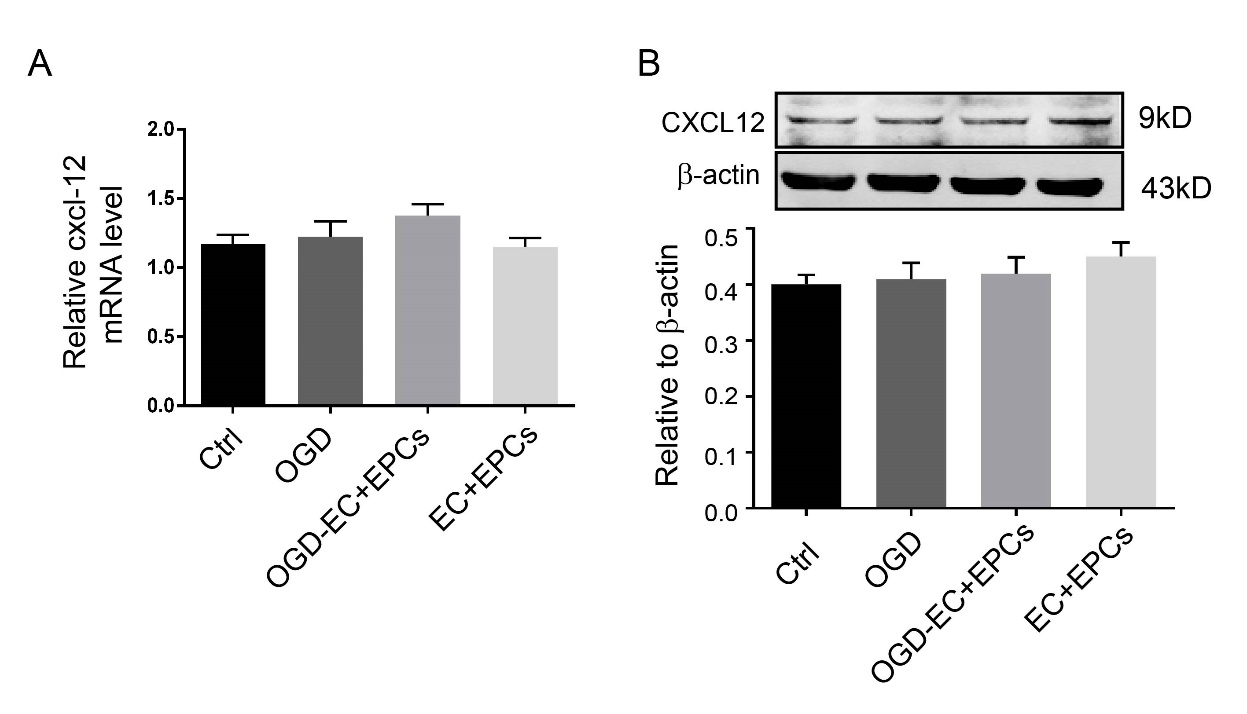 A
Relative cxcl-12
mRNA level
2.0
1.5
1.0
0.5
0.0
Ctrl
OGD
OGD-EC+EPCs
EC+EPCs
B
CXCL12
9kD
β-actin
43kD
Relative to β-actin
0.5
0.4
0.3
0.2
0.1
0.0
Ctrl
OGD
OGD-EC+EPCs
EC+EPCs